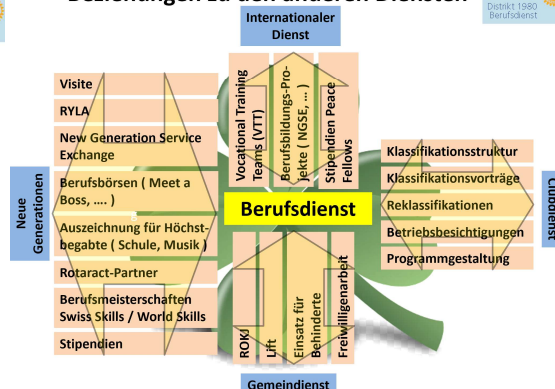 Beziehungen zu den anderen Diensten
Distrikt 1980
Berufsdienst
Internationaler
Dienst
Vocational Training
Teams (VTT)
Berufsbildungs-Pro-
jekte ( NGSE, ... )
Stipendien Peace
Fellows
Neue
Generationen
Visite
RYLA
New Generation Service
Exchange
Berufsbörsen ( Meet a
Boss, .... )
Auszeichnung für Höchst-
begabte ( Schule, Musik )
Rotaract-Partner
Berufsmeisterschaften
Swiss Skills / World Skills
Stipendien
Berufsdienst
Klassifikationsstruktur
Klassifikationsvorträge
Reklassifikationen
Betriebsbesichtigungen
Programmgestaltung
Clubdienst
ROKJ
Lift
Einsatz für
Behinderte
Freiwilligenarbeit
Gemeindienst